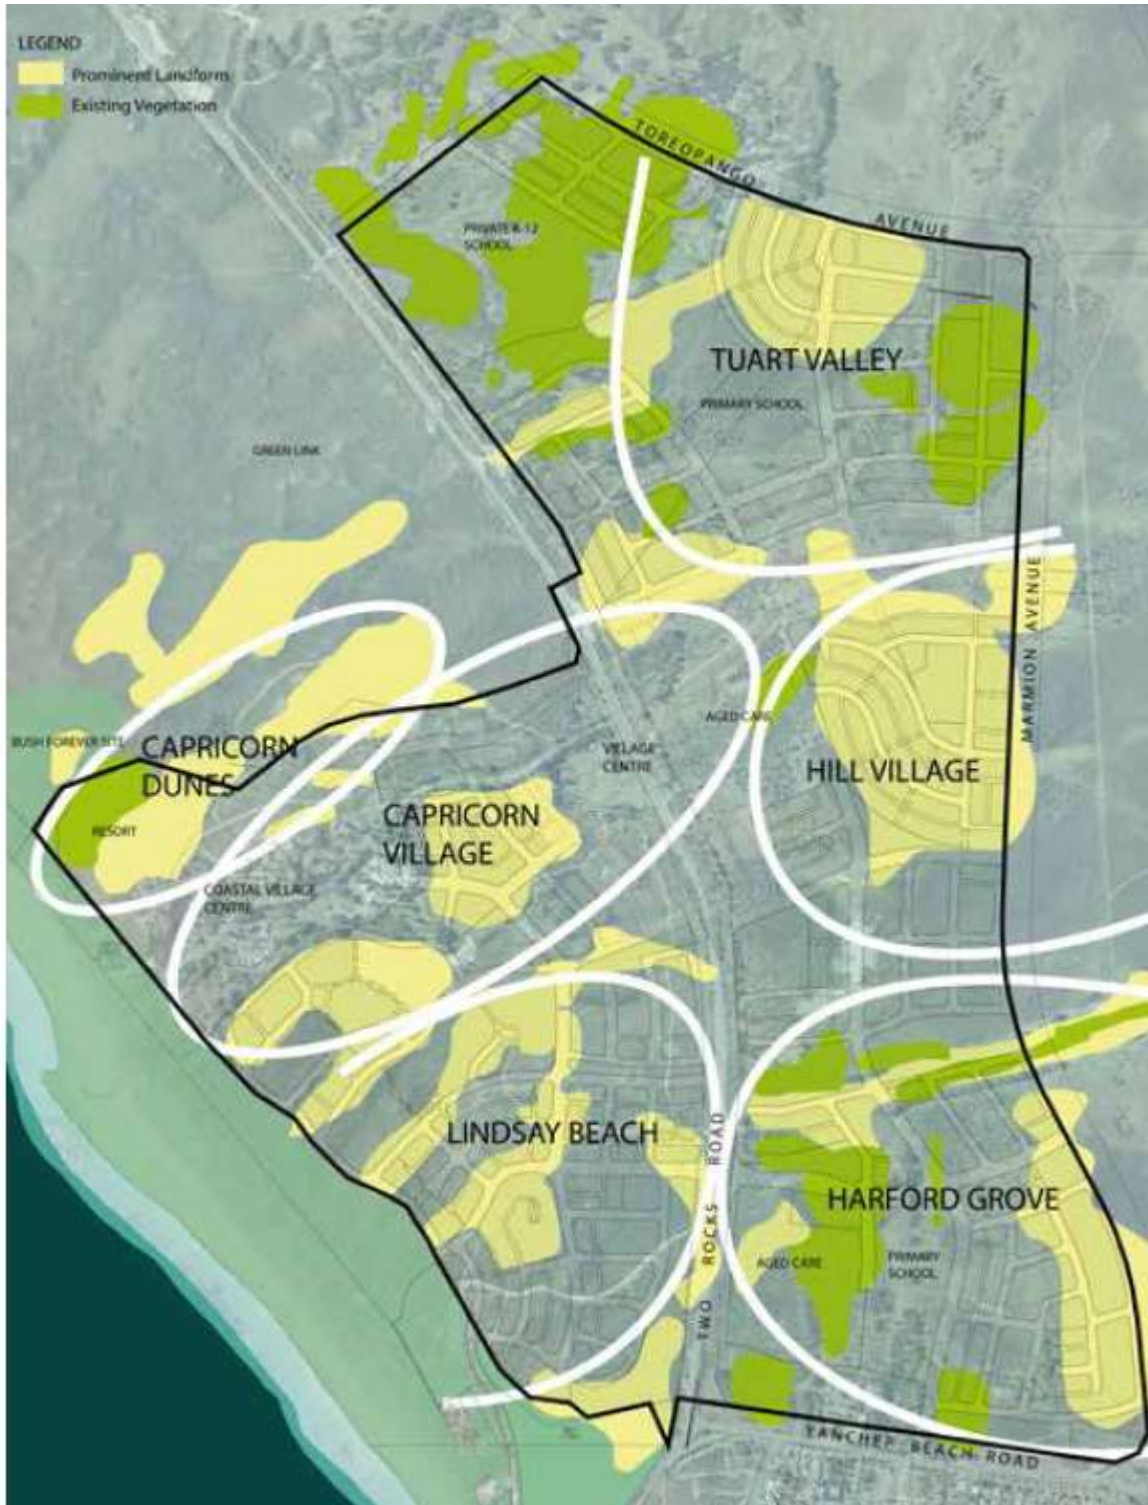 LEGEND
Prominent Landform
Existing Vegetation
TOREOPANGO
AVENUE
PRIVATE K-12
SCHOOL
TUART VALLEY
PRIMARY SCHOOL
GREEN LINK
MARMION AVENUE
BUSH FOREVER SITE
CAPRICORN
DUNES
AGED CARE
VILLAGE
CENTRE
HILL VILLAGE
RESORT
CAPRICORN
VILLAGE
COASTAL VILLAGE
CENTRE
LINDSAY BEACH
TWO ROCKS ROAD
HARFORD GROVE
AGED CARE
PRIMARY
SCHOOL
YANCHEP BEACH ROAD